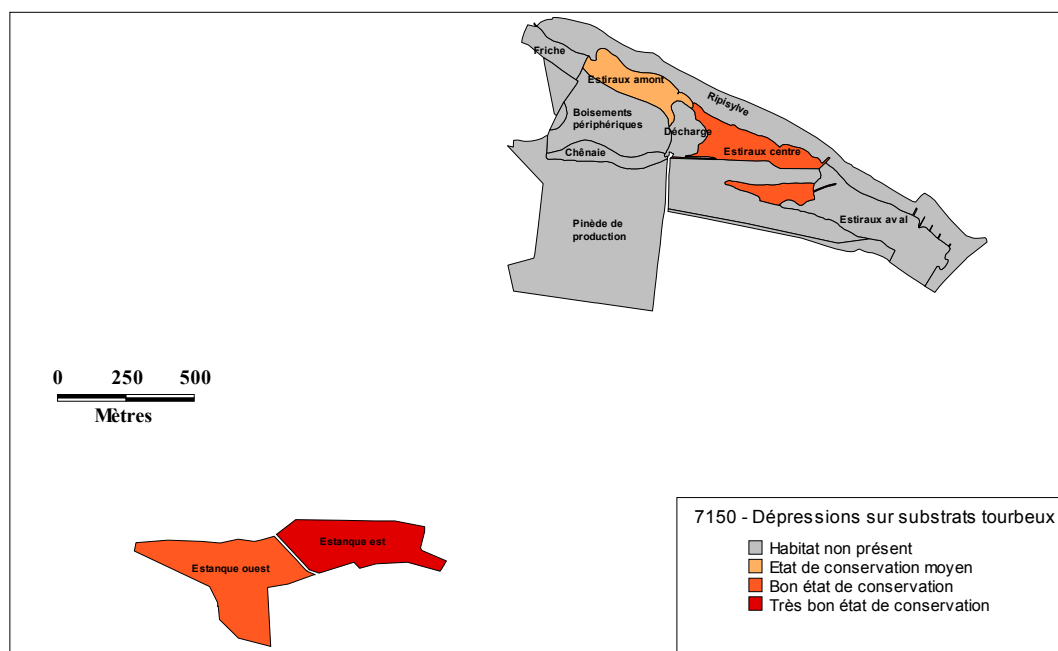 Friche
Estiraux amont
Ripisylve
Boisements
périphériques
Décharge
Chênaie
Estiraux centre
Estiraux aval
Pinède de
production
0 250 500
Mètres
Estanque est
Estanque ouest
7150 - Dépressions sur substrats tourbeux
Habitat non présent
Etat de conservation moyen
Bon état de conservation
Très bon état de conservation